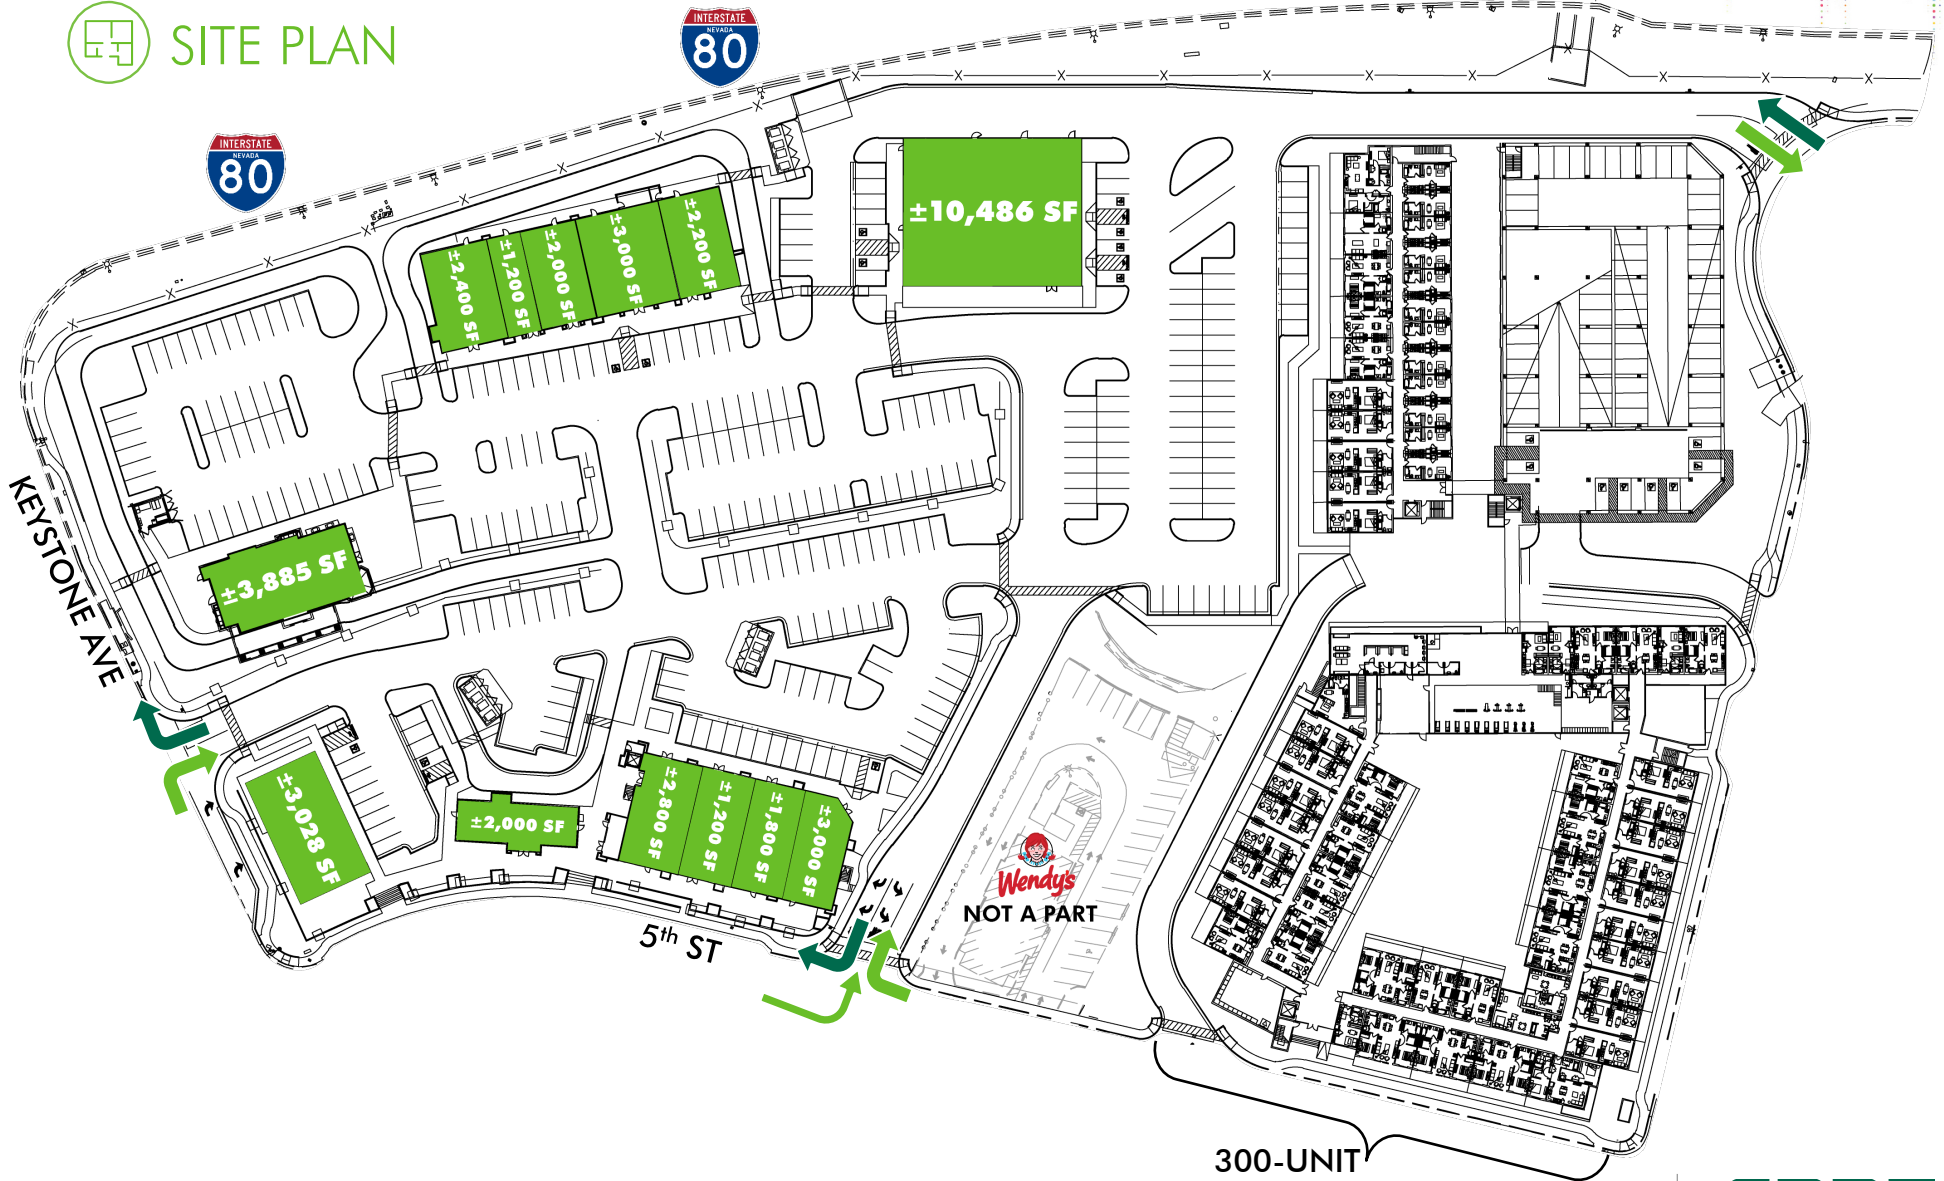 SITE PLAN
INTERSTATE
NEVADA
80
INTERSTATE
NEVADA
80
±10,486 SF
±2,400 SF
±1,200 SF
±2,000 SF
±3,000 SF
±2,200 SF
KEYSTONE AVE
±3,885 SF
±3,028 SF
±2,000 SF
±2,800 SF
±1,200 SF
±1,800 SF
±3,000 SF
Wendy's
NOT A PART
5th ST
300-UNIT